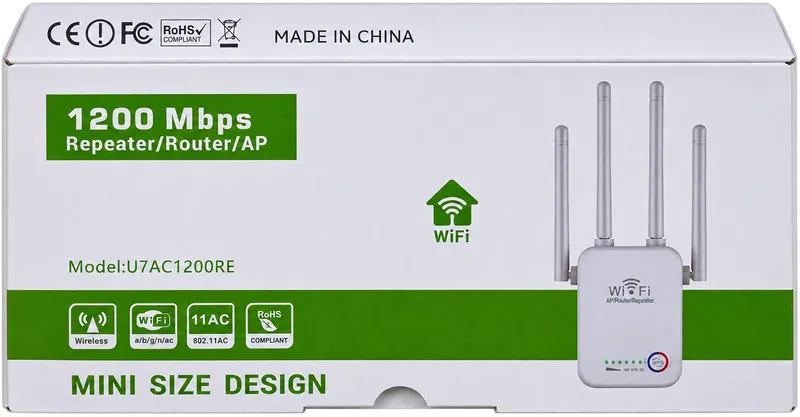 CE FC RoHS✓
COMPLIANT
MADE IN CHINA
1200 Mbps
Repeater/Router/AP
WiFi
Model:U7AC1200RE
Wireless
WiFi
a/b/g/n/ac
11AC
802.11AC
RoHS
COMPLIANT
WiFi
AP/Router/Repeater
WPS
MINI SIZE DESIGN